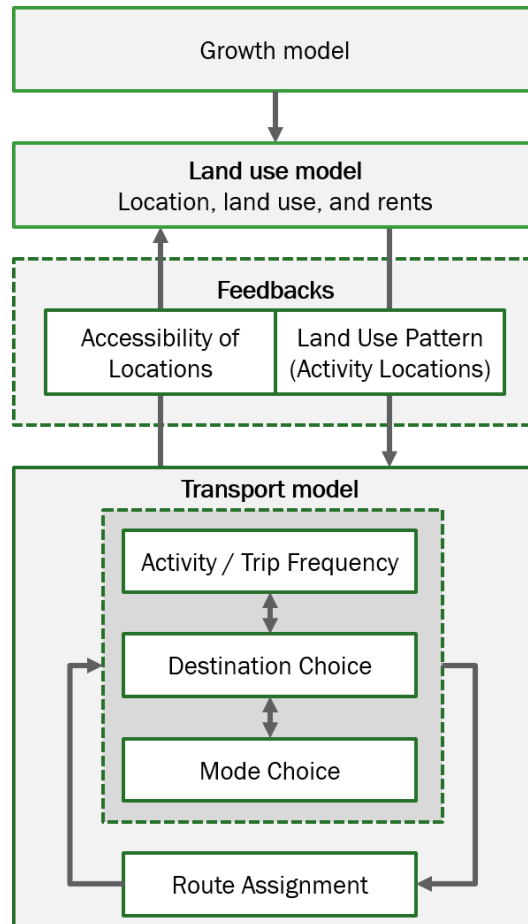 Growth model
Land use model
Location, land use, and rents
Feedbacks
Accessibility of
Locations
Land Use Pattern
(Activity Locations)
Transport model
Activity / Trip Frequency
Destination Choice
Mode Choice
Route Assignment